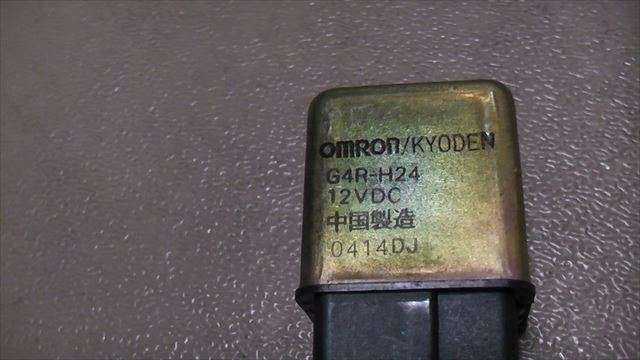 OMRON/KYODEN
G4R-H24
12VDC
中国製造
0414DJ